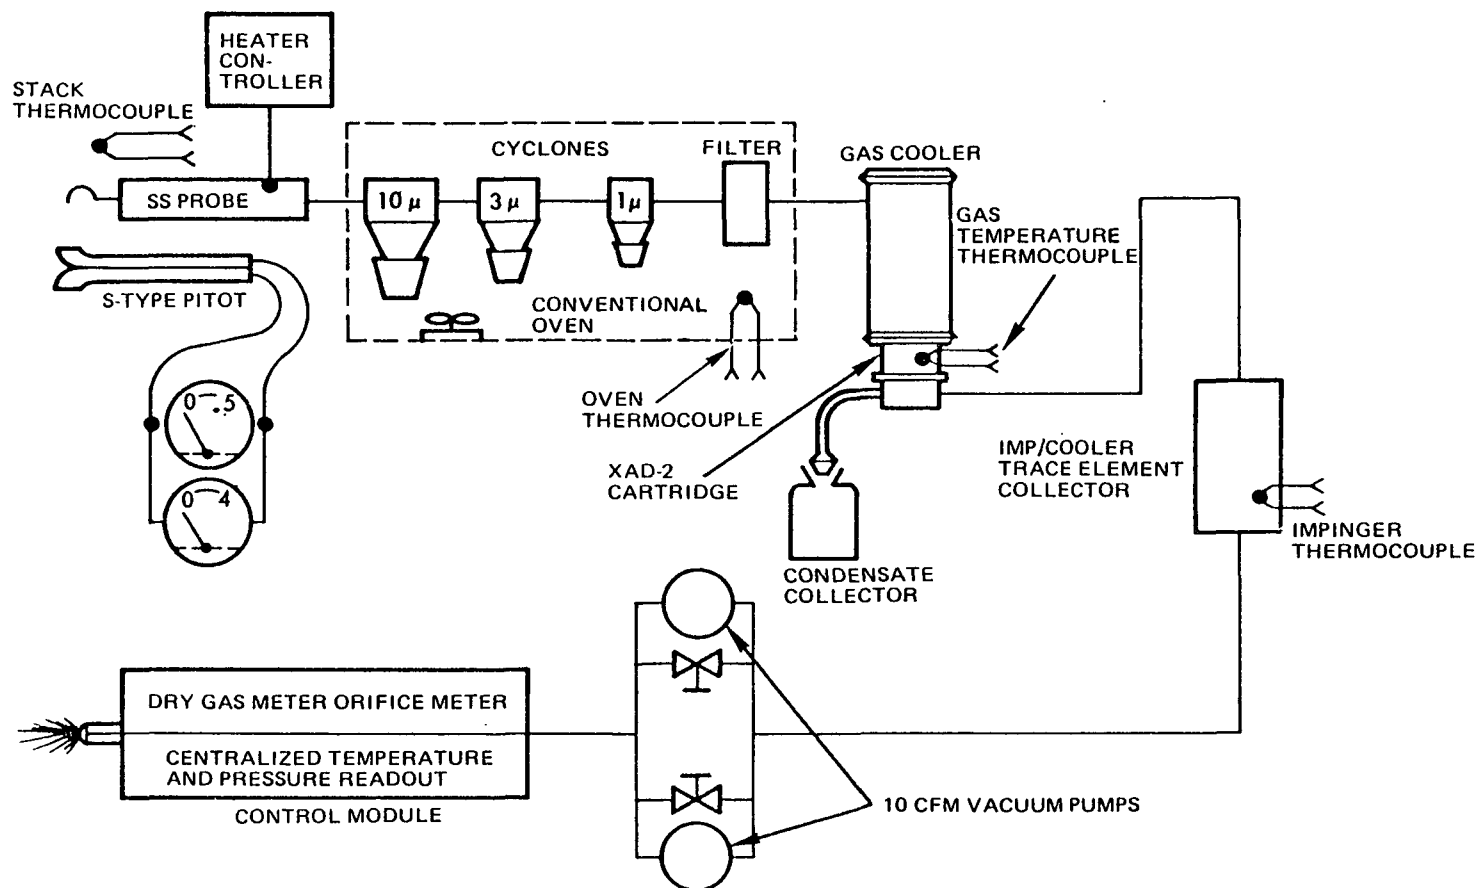 HEATER
CON-
TROLLER
STACK
THERMOCOUPLE
SS PROBE
CYCLONES
FILTER
10 μ
3 μ
1μ
CONVENTIONAL
OVEN
S-TYPE PITOT
0 .5
0 4
OVEN
THERMOCOUPLE
GAS COOLER
GAS
TEMPERATURE
THERMOCOUPLE
XAD-2
CARTRIDGE
CONDENSATE
COLLECTOR
IMP/COOLER
TRACE ELEMENT
COLLECTOR
IMPINGER
THERMOCOUPLE
DRY GAS METER ORIFICE METER
CENTRALIZED TEMPERATURE
AND PRESSURE READOUT
CONTROL MODULE
10 CFM VACUUM PUMPS